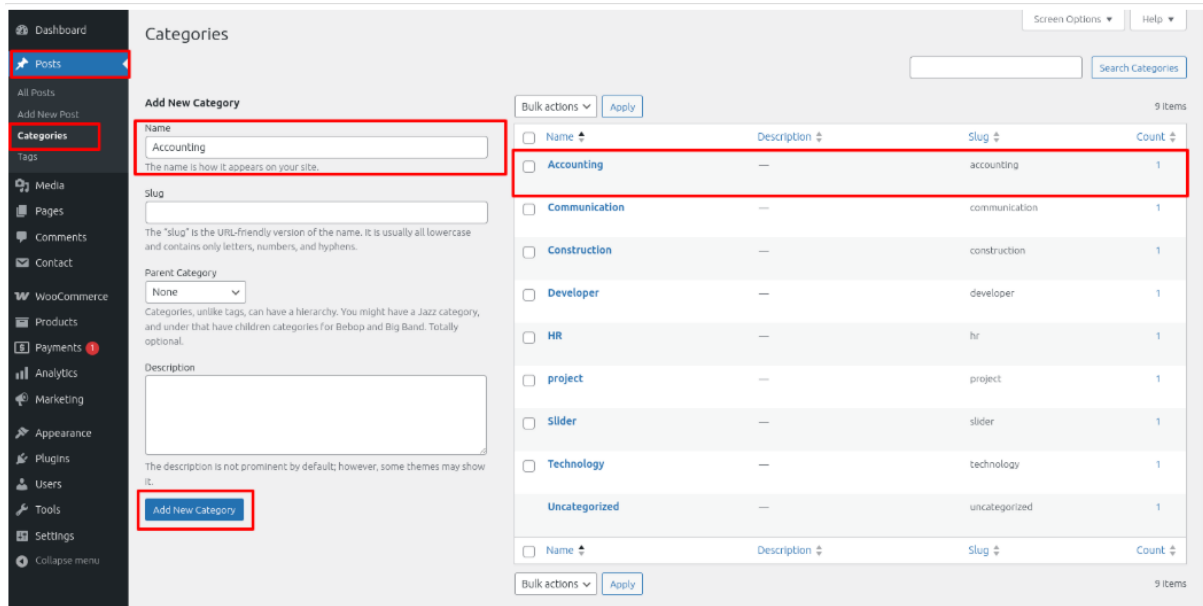 Dashboard
Posts
All Posts
Add New Post
Categories
Tags
Media
Pages
Comments
Contact
WooCommerce
Products
Payments 1
Analytics
Marketing
Appearance
Plugins
Users
Tools
Settings
Collapse menu
Screen Options
Help
Categories
Search Categories
Add New Category
Name
Accounting
The name is how it appears on your site.
Slug
The "slug" is the URL-friendly version of the name. It is usually all lowercase
and contains only letters, numbers, and hyphens.
Parent Category
None
Categories, unlike tags, can have a hierarchy. You might have a Jazz category,
and under that have children categories for Bebop and Big Band. Totally
optional.
Description
The description is not prominent by default; however, some themes may show
it.
Add New Category
Bulk actions Apply 9 items
Name Description Slug Count
Accounting — accounting 1
Communication — communication 1
Construction — construction 1
Developer — developer 1
HR — hr 1
project — project 1
Slider — slider 1
Technology — technology 1
Uncategorized — uncategorized 1
Name Description Slug Count
Bulk actions Apply 9 items